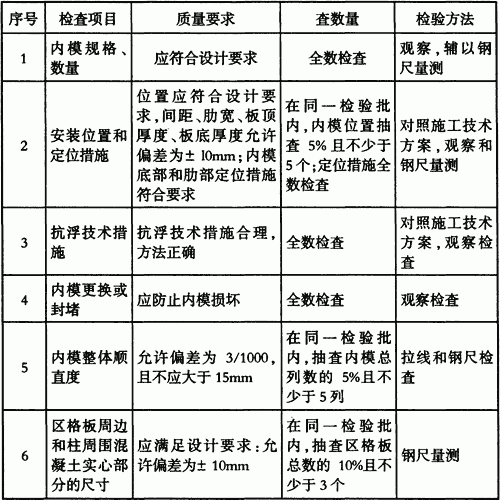 序号 检查项目 质量要求 查数量 检验方法
1
内模规格、
数量
应符合设计要求
全数检查
观察,辅以钢
尺量测
2
安装位置和
定位措施
位置应符合设计要
求,间距、肋宽、板顶
厚度、板底厚度允许
偏差为±10mm;内模
底部和肋部定位措施
符合要求
在同一检验批
内,内模位置抽
查 5% 且不少于
5个;定位措施全
数检查
对照施工技术
方案,观察和
钢尺量测
3
抗浮技术措
施
抗浮技术措施合理,
方法正确
全数检查
对照施工技术
方案,观察检
查
4
内模更换或
封堵
应防止内模损坏
全数检查
观察检查
5
内模整体顺
直度
允许偏差为 3/1000,
且不应大于15mm
在同一检验批
内,抽查内模总
列数的 5%且不
少于5列
拉线和钢尺检
查
6
区格板周边
和柱周围混
凝土实心部
分的尺寸
应满足设计要求:允
许偏差为±10mm
在同一检验批
内,抽查区格板
总数的10%且不
少于3个
钢尺量测